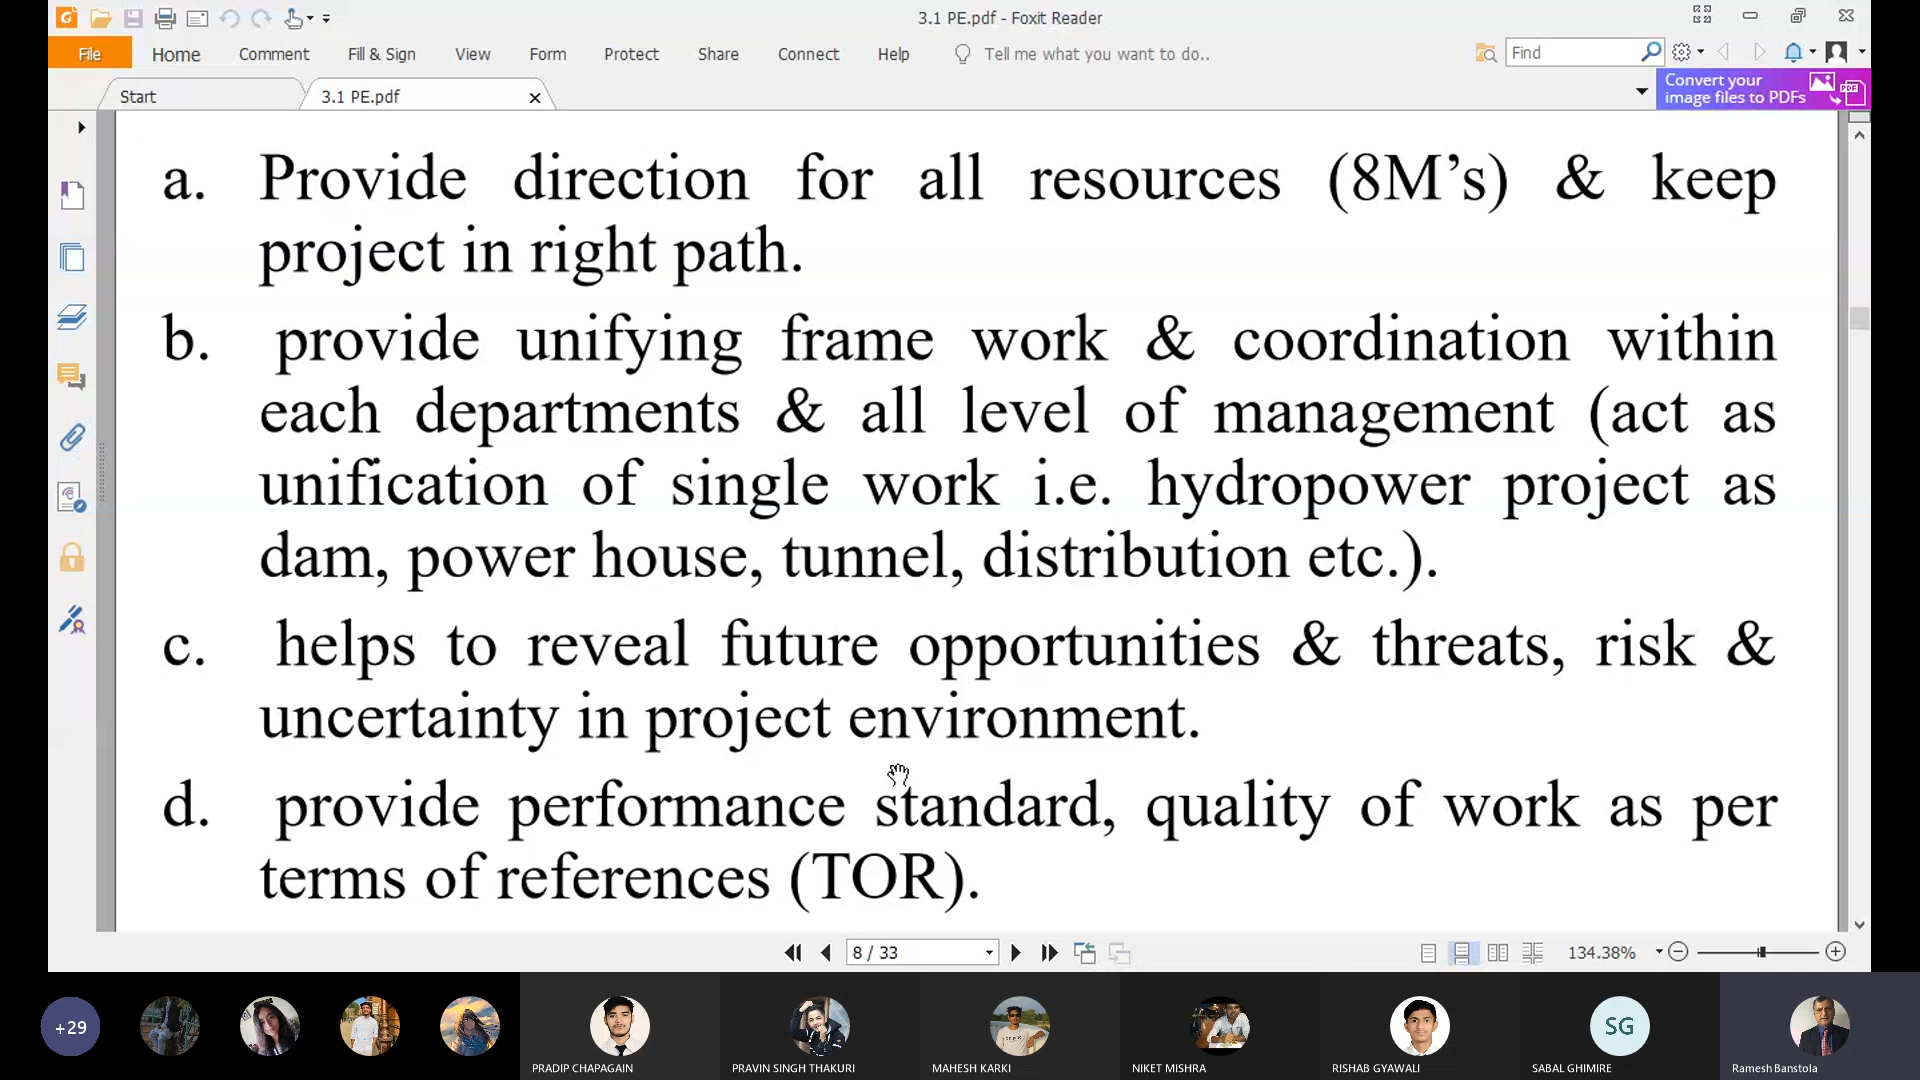 3.1 PE.pdf - Foxit Reader
File Home Comment Fill & Sign View Form Protect Share Connect Help Tell me what you want to do.. Find
Convert your
image files to PDFs
Start 3.1 PE.pdf
a. Provide direction for all resources (8M’s) & keep
project in right path.
b. provide unifying frame work & coordination within
each departments & all level of management (act as
unification of single work i.e. hydropower project as
dam, power house, tunnel, distribution etc.).
c. helps to reveal future opportunities & threats, risk &
uncertainty in project environment.
d. provide performance standard, quality of work as per
terms of references (TOR).
8 / 33 134.38%
+29 SG
PRADIP CHAPAGAIN PRAVIN SINGH THAKURI MAHESH KARKI NIKET MISHRA RISHAB GYAWALI SABAL GHIMIRE Ramesh Banstola